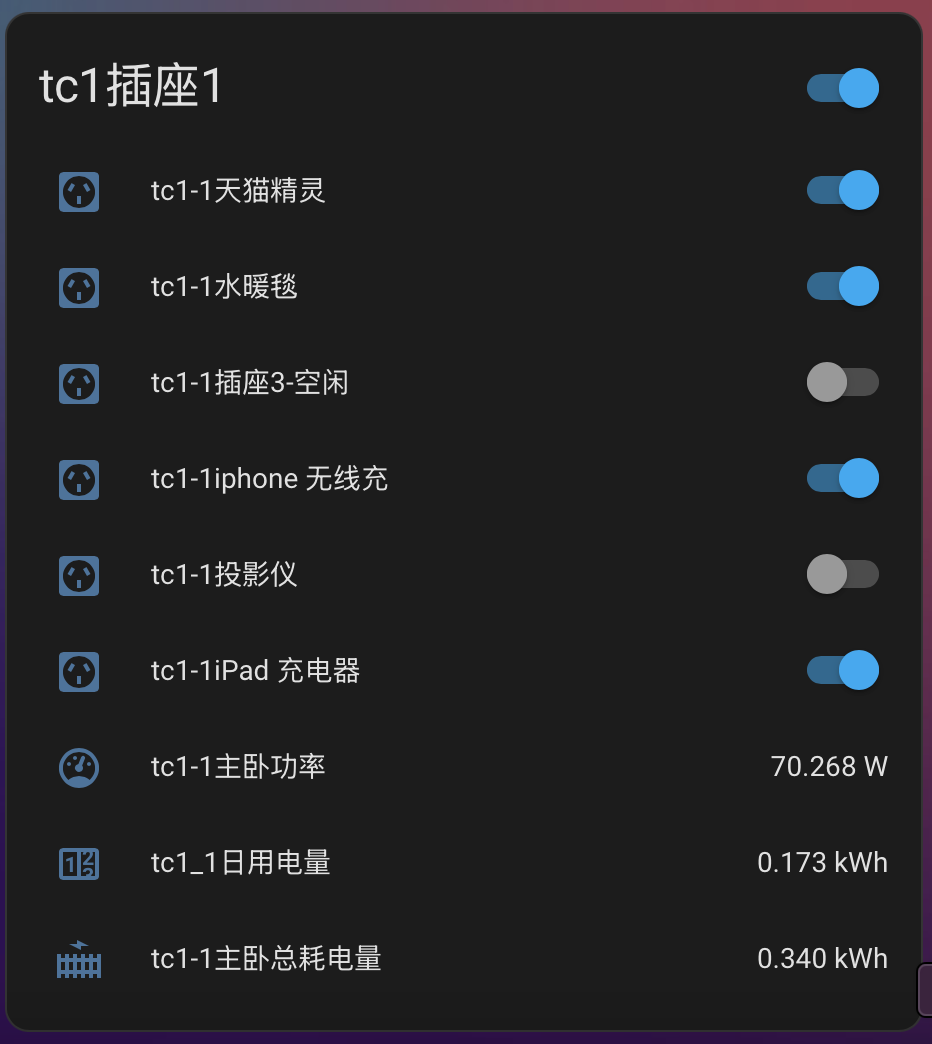 tc1插座1
tc1-1天猫精灵
tc1-1水暖毯
tc1-1插座3-空闲
tc1-1iphone 无线充
tc1-1投影仪
tc1-1iPad 充电器
tc1-1主卧功率 70.268 W
tc1_1日用电量 0.173 kWh
tc1-1主卧总耗电量 0.340 kWh